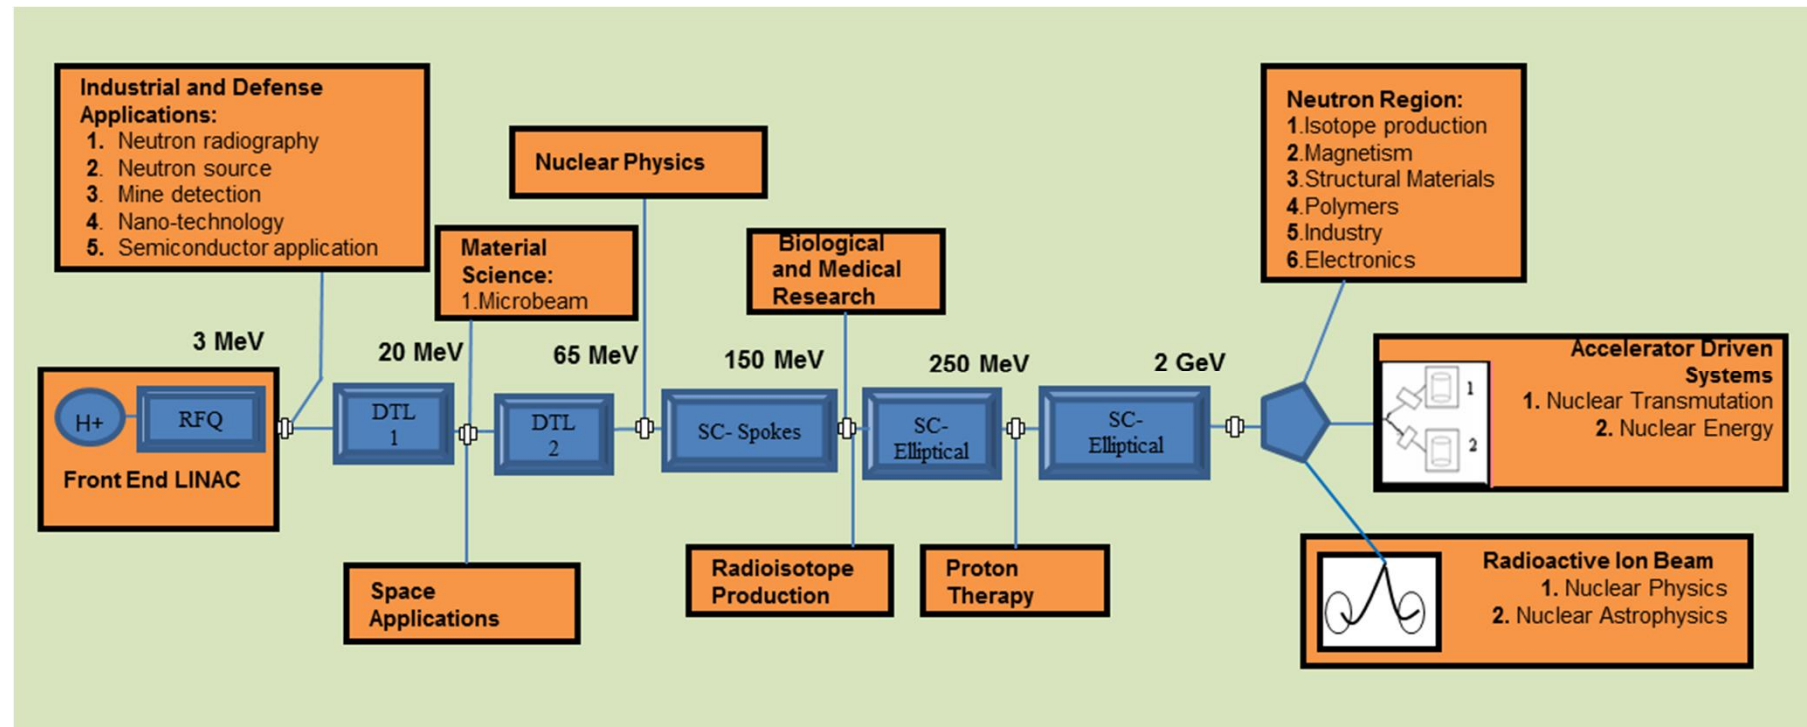 Industrial and Defense
Applications:
1. Neutron radiography
2. Neutron source
3. Mine detection
4. Nano-technology
5. Semiconductor application
Nuclear Physics
Material
Science:
1.Microbeam
Biological
and Medical
Research
Neutron Region:
1.Isotope production
2.Magnetism
3.Structural Materials
4.Polymers
5.Industry
6.Electronics
3 MeV
20 MeV
65 MeV
150 MeV
250 MeV
2 GeV
H+
RFQ
Front End LINAC
DTL
1
DTL
2
SC- Spokes
SC-
Elliptical
SC-
Elliptical
Accelerator Driven
Systems
1. Nuclear Transmutation
2. Nuclear Energy
1
2
Space
Applications
Radioisotope
Production
Proton
Therapy
Radioactive Ion Beam
1. Nuclear Physics
2. Nuclear Astrophysics